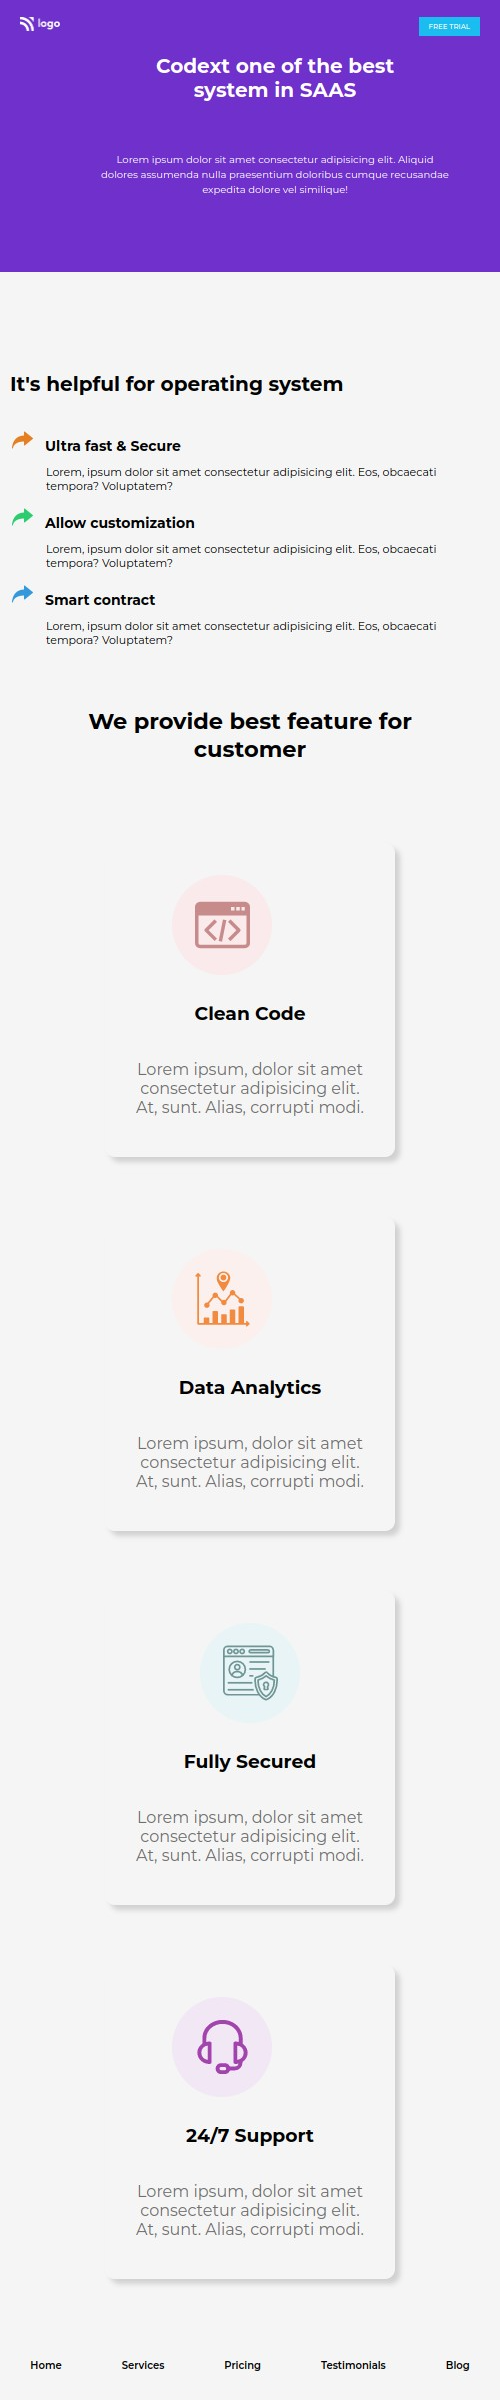 logo
FREE TRIAL
Codext one of the best
system in SAAS
Lorem ipsum dolor sit amet consectetur adipisicing elit. Aliquid
dolores assumenda nulla praesentium doloribus cumque recusandae
expedita dolore vel similique!
It's helpful for operating system
Ultra fast & Secure
Lorem, ipsum dolor sit amet consectetur adipisicing elit. Eos, obcaecati
tempora? Voluptatem?
Allow customization
Lorem, ipsum dolor sit amet consectetur adipisicing elit. Eos, obcaecati
tempora? Voluptatem?
Smart contract
Lorem, ipsum dolor sit amet consectetur adipisicing elit. Eos, obcaecati
tempora? Voluptatem?
We provide best feature for
customer
Clean Code
Lorem ipsum, dolor sit amet
consectetur adipisicing elit.
At, sunt. Alias, corrupti modi.
Data Analytics
Lorem ipsum, dolor sit amet
consectetur adipisicing elit.
At, sunt. Alias, corrupti modi.
Fully Secured
Lorem ipsum, dolor sit amet
consectetur adipisicing elit.
At, sunt. Alias, corrupti modi.
24/7 Support
Lorem ipsum, dolor sit amet
consectetur adipisicing elit.
At, sunt. Alias, corrupti modi.
Home Services Pricing Testimonials Blog